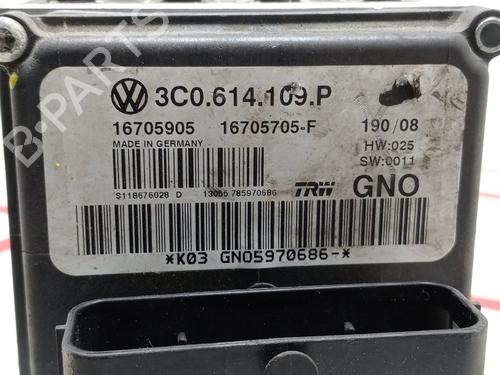 3C0.614.109.P
16705905 16705705-F 190/08
MADE IN GERMANY HW:025
SW:0011
S118676028 D 13055 785970686 TRW GNO
*K03 GNO5970686-*
B-PARTS